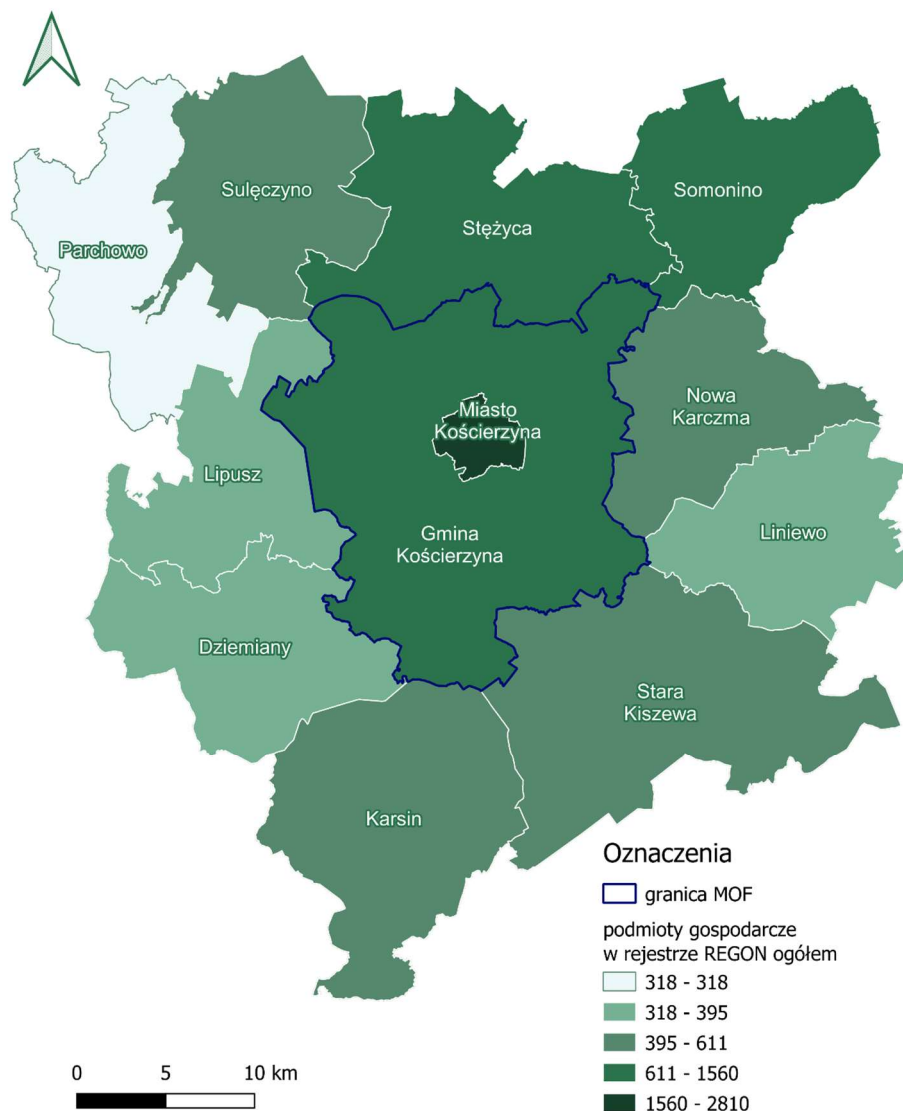 Sulęczyno
Somonino
Stężyca
Parchowo
Nowa
Karczma
Miasto
Kościerzyna
Lipusz
Gmina
Kościerzyna
Liniewo
Dziemiany
Stara
Kiszewa
Karsin
Oznaczenia
granica MOF
podmioty gospodarcze
w rejestrze REGON ogółem
318 - 318
318 - 395
395 - 611
611 - 1560
1560 - 2810
0 5 10 km